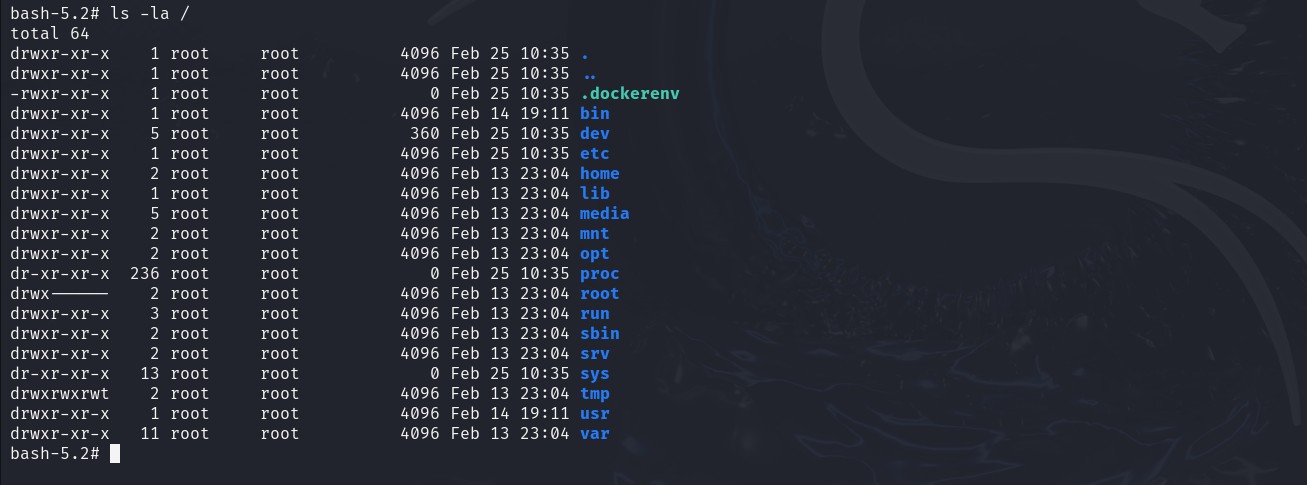 bash-5.2# ls -la /
total 64
drwxr-xr-x   1 root     root          4096 Feb 25 10:35 .
drwxr-xr-x   1 root     root          4096 Feb 25 10:35 ..
-rwxr-xr-x   1 root     root             0 Feb 25 10:35 .dockerenv
drwxr-xr-x   1 root     root          4096 Feb 14 19:11 bin
drwxr-xr-x   5 root     root           360 Feb 25 10:35 dev
drwxr-xr-x   1 root     root          4096 Feb 25 10:35 etc
drwxr-xr-x   2 root     root          4096 Feb 13 23:04 home
drwxr-xr-x   1 root     root          4096 Feb 13 23:04 lib
drwxr-xr-x   5 root     root          4096 Feb 13 23:04 media
drwxr-xr-x   2 root     root          4096 Feb 13 23:04 mnt
drwxr-xr-x   2 root     root          4096 Feb 13 23:04 opt
dr-xr-xr-x 236 root     root             0 Feb 25 10:35 proc
drwx------   2 root     root          4096 Feb 13 23:04 root
drwxr-xr-x   3 root     root          4096 Feb 13 23:04 run
drwxr-xr-x   2 root     root          4096 Feb 13 23:04 sbin
drwxr-xr-x   2 root     root          4096 Feb 13 23:04 srv
dr-xr-xr-x  13 root     root             0 Feb 25 10:35 sys
drwxrwxrwt   2 root     root          4096 Feb 13 23:04 tmp
drwxr-xr-x   1 root     root          4096 Feb 14 19:11 usr
drwxr-xr-x  11 root     root          4096 Feb 13 23:04 var
bash-5.2#